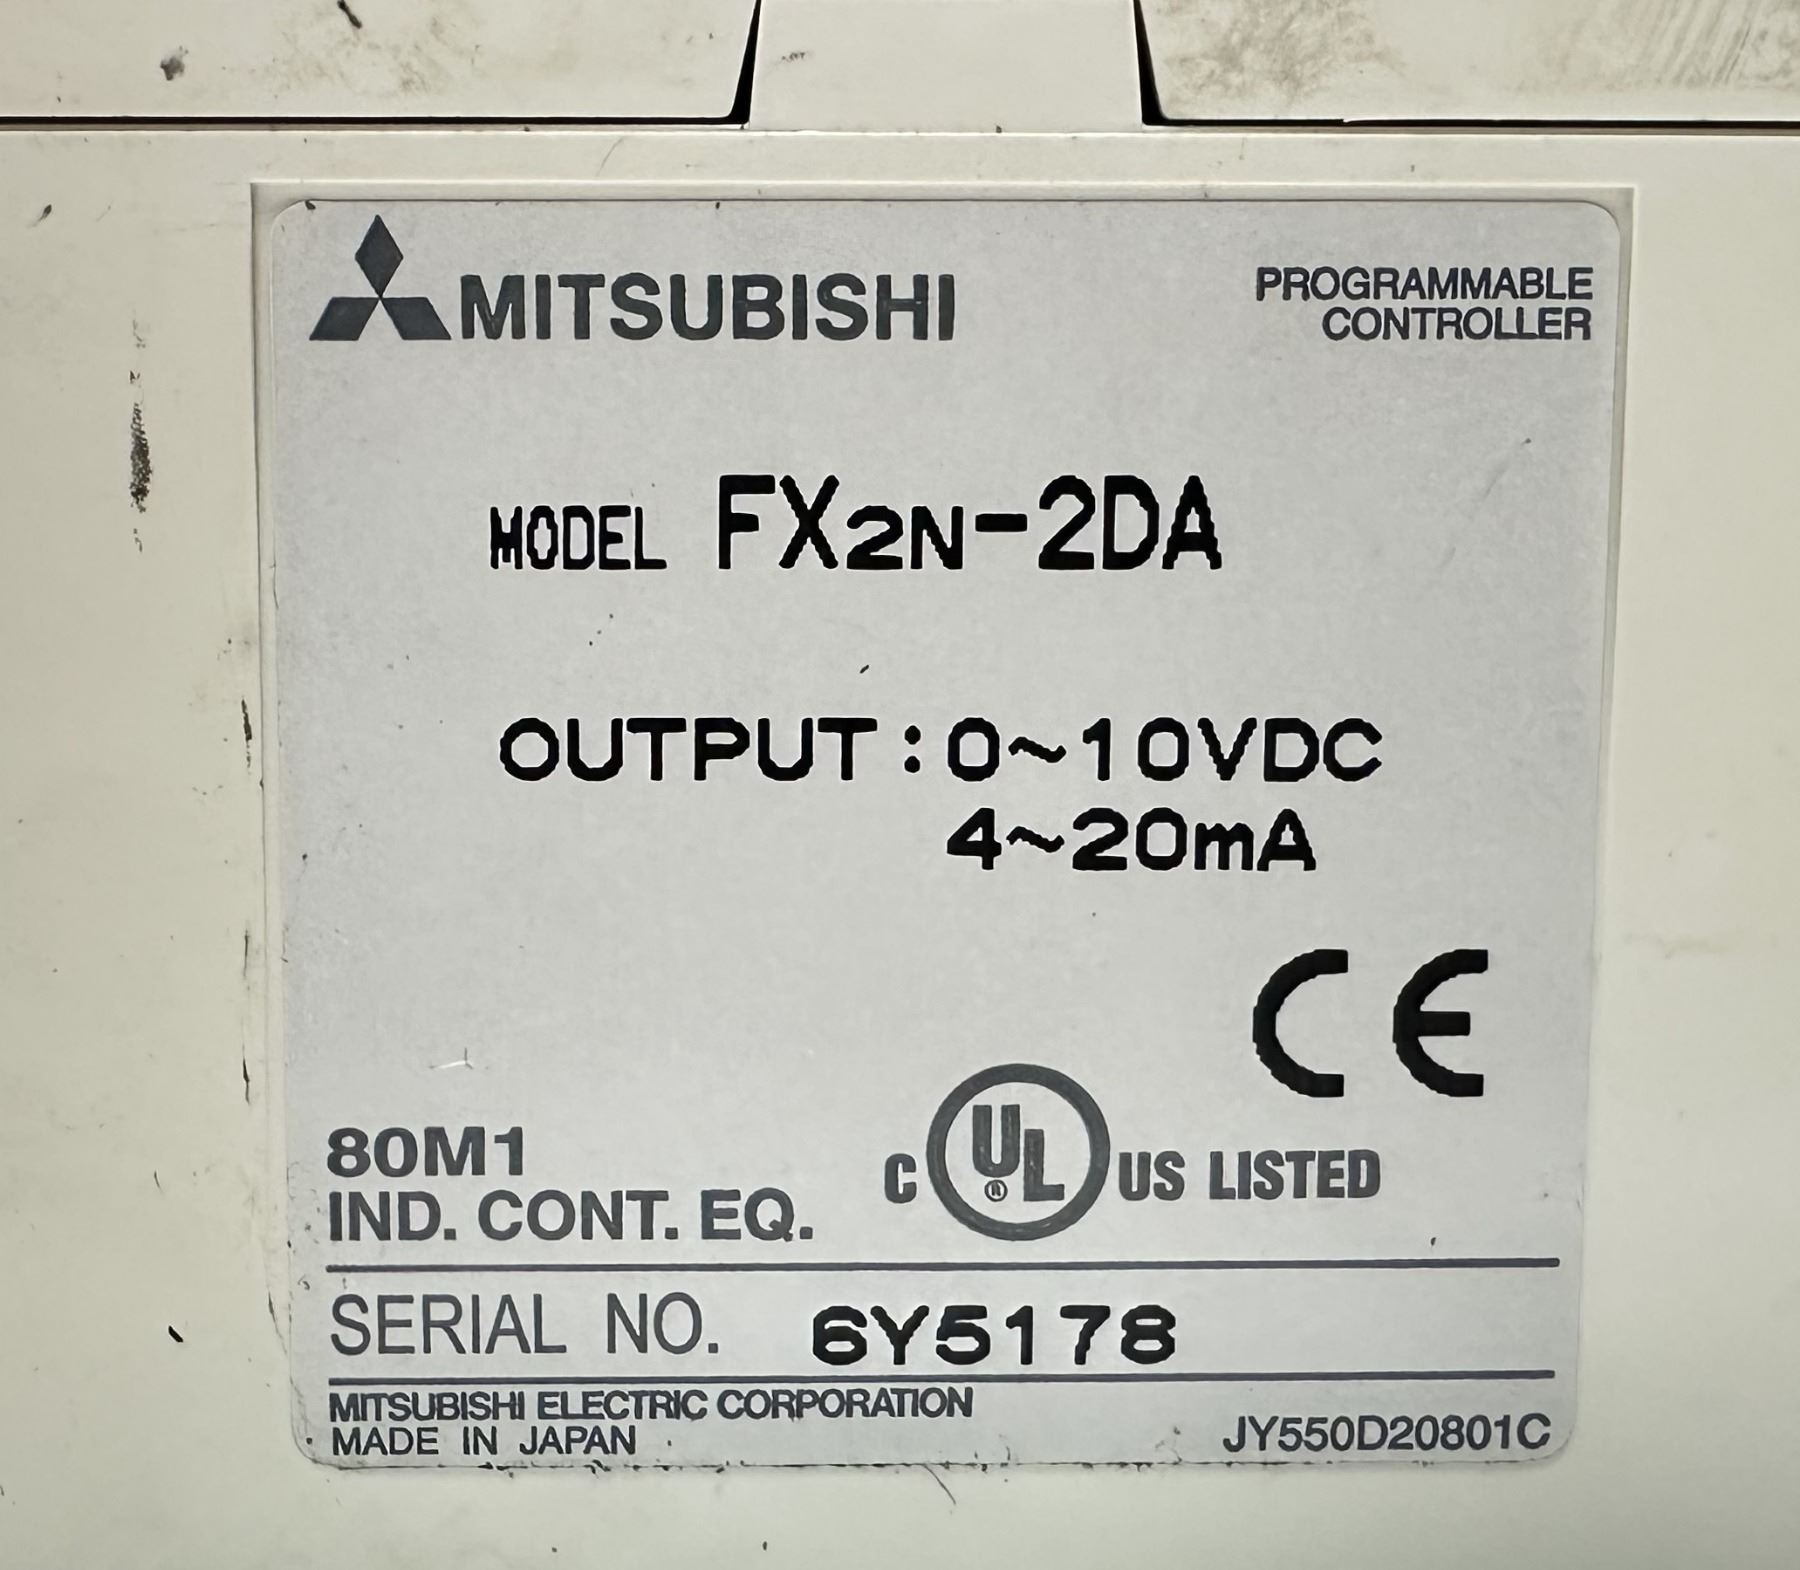 MITSUBISHI
PROGRAMMABLE
CONTROLLER
MODEL FX2N-2DA
OUTPUT : 0~10VDC
4~20mA
CE
80M1
IND. CONT. EQ.
C UL ® US LISTED
SERIAL NO. 6Y5178
MITSUBISHI ELECTRIC CORPORATION
MADE IN JAPAN
JY550D20801C